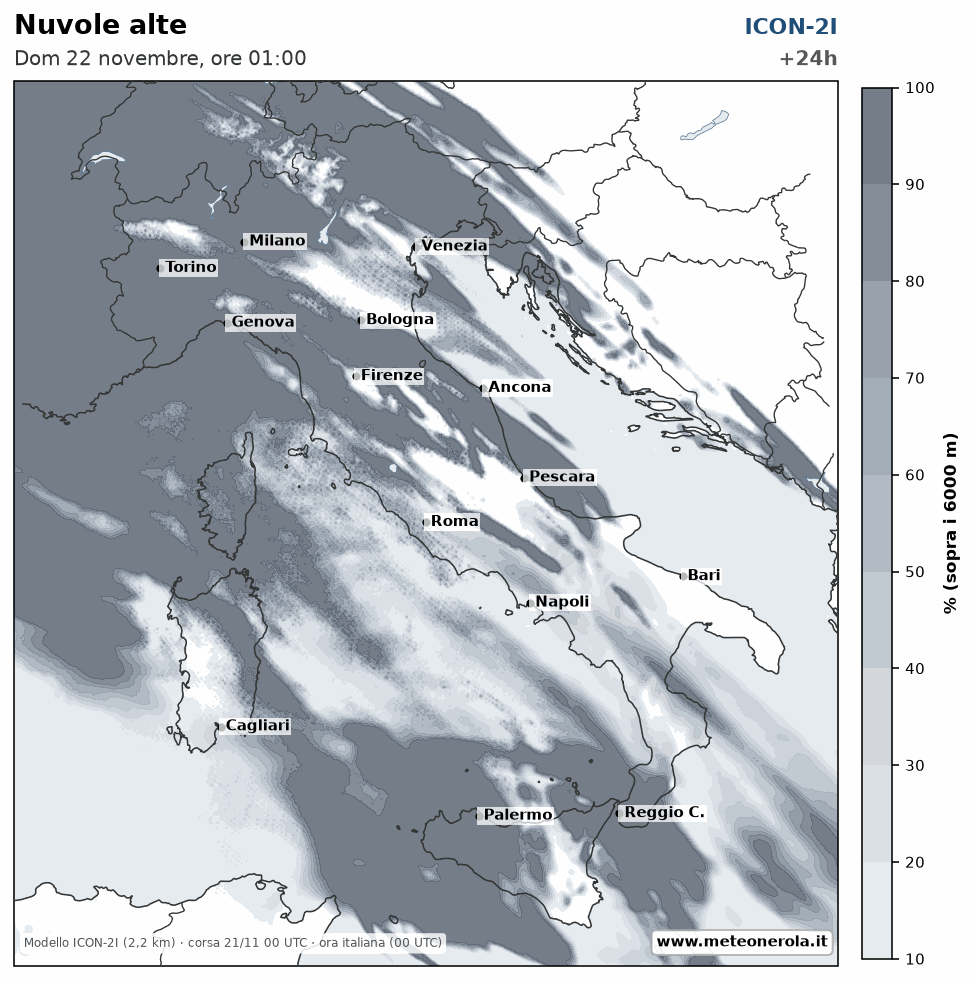 Nuvole alte
ICON-2I
Dom 22 novembre, ore 01:00
+24h
100
90
80
70
60
50
40
30
20
10
% (sopra i 6000 m)
Milano
Venezia
Torino
Genova
Bologna
Firenze
Ancona
Pescara
Roma
Bari
Napoli
Cagliari
Palermo
Reggio C.
Modello ICON-2I (2,2 km) · corsa 21/11 00 UTC · ora italiana (00 UTC)
www.meteonerola.it